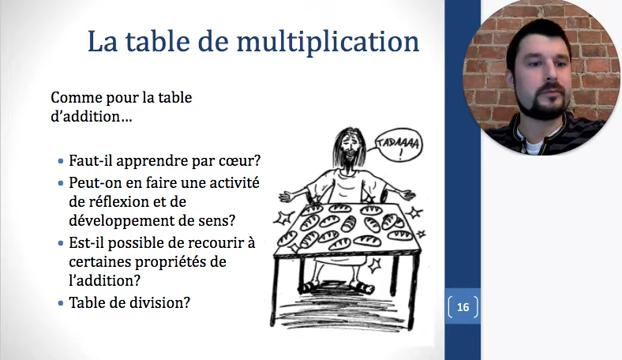 La table de multiplication
Comme pour la table
d’addition…
• Faut-il apprendre par cœur?
• Peut-on en faire une activité
de réflexion et de
développement de sens?
• Est-il possible de recourir à
certaines propriétés de
l’addition?
• Table de division?
TADAAAA
!
16